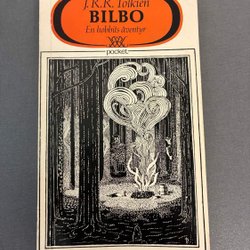 J. R. R. Tolkien
BILBO
En hobbits äventyr
pocket